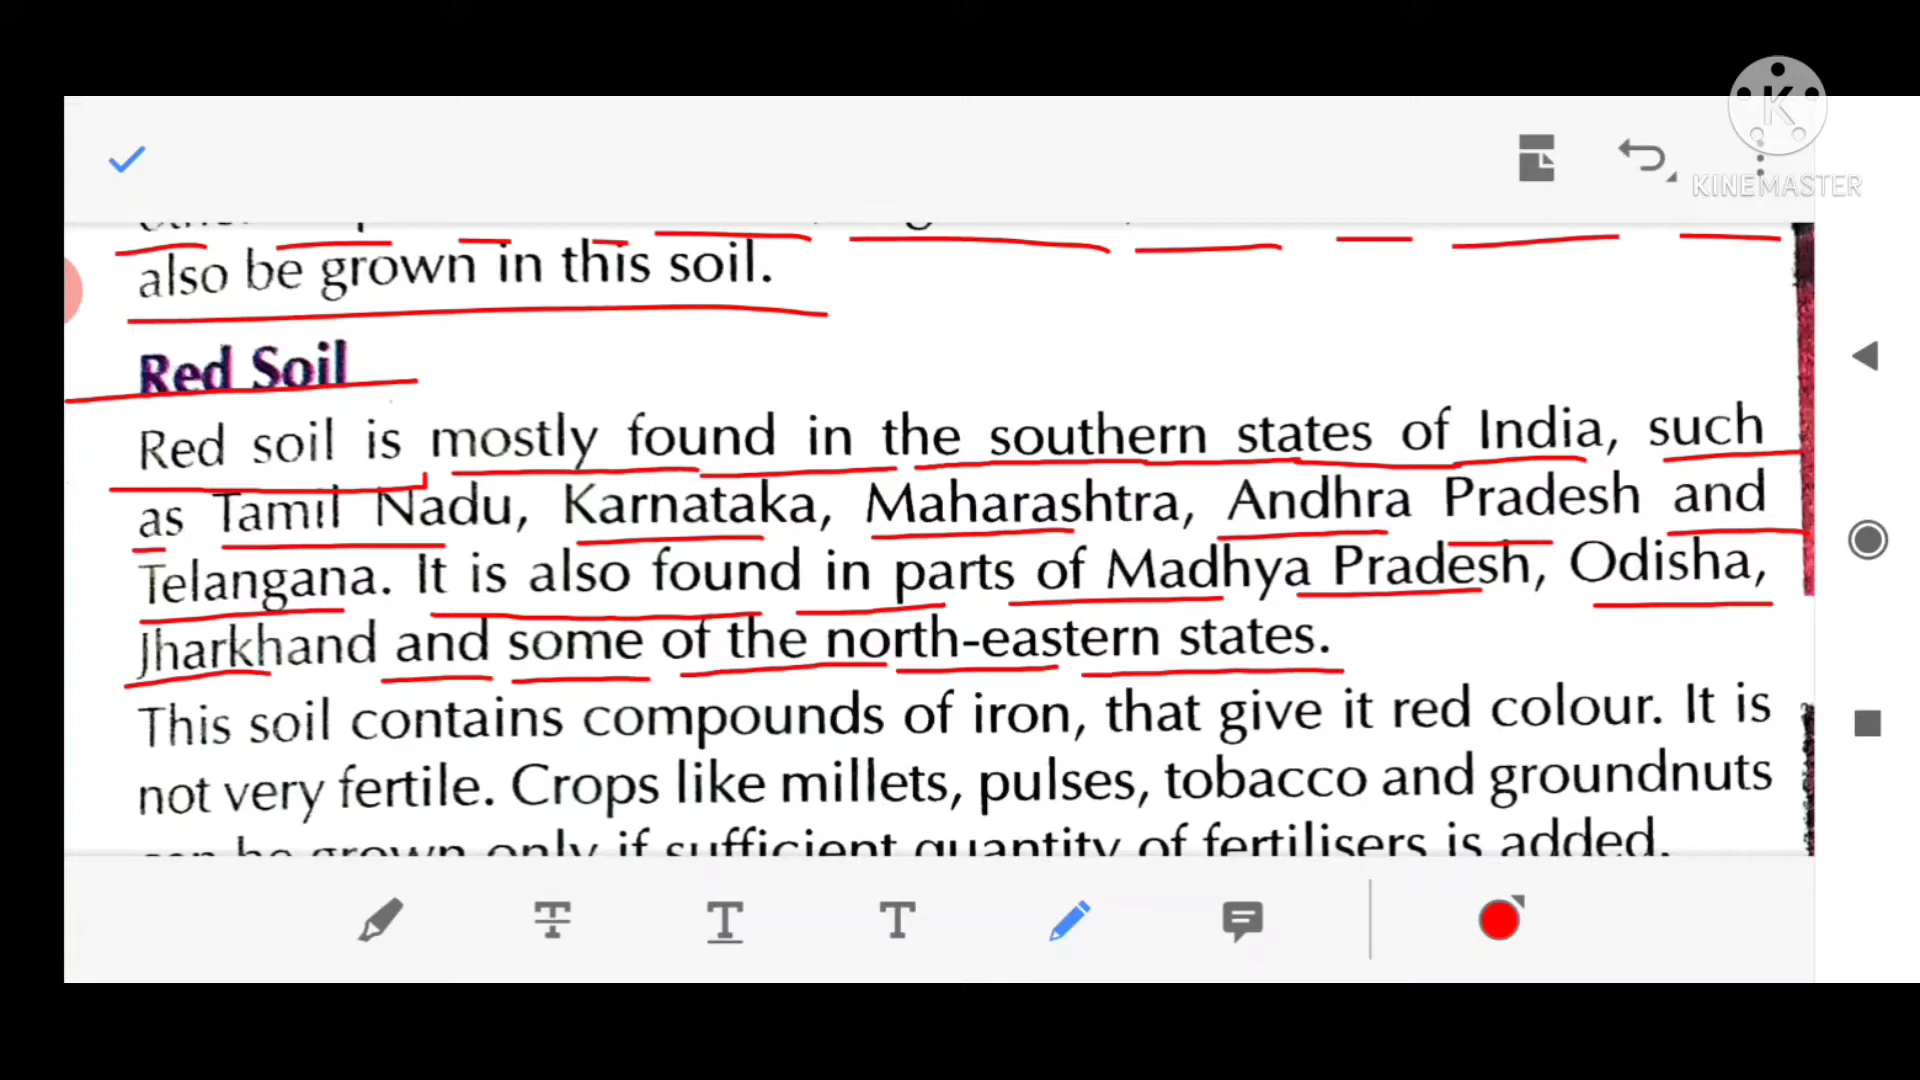 K
KINEMASTER
also be grown in this soil.
Red Soil
Red soil is mostly found in the southern states of India, such
as Tamil Nadu, Karnataka, Maharashtra, Andhra Pradesh and
Telangana. It is also found in parts of Madhya Pradesh, Odisha,
Jharkhand and some of the north-eastern states.
This soil contains compounds of iron, that give it red colour. It is
not very fertile. Crops like millets, pulses, tobacco and groundnuts
can be grown only if sufficient quantity of fertilisers is added.